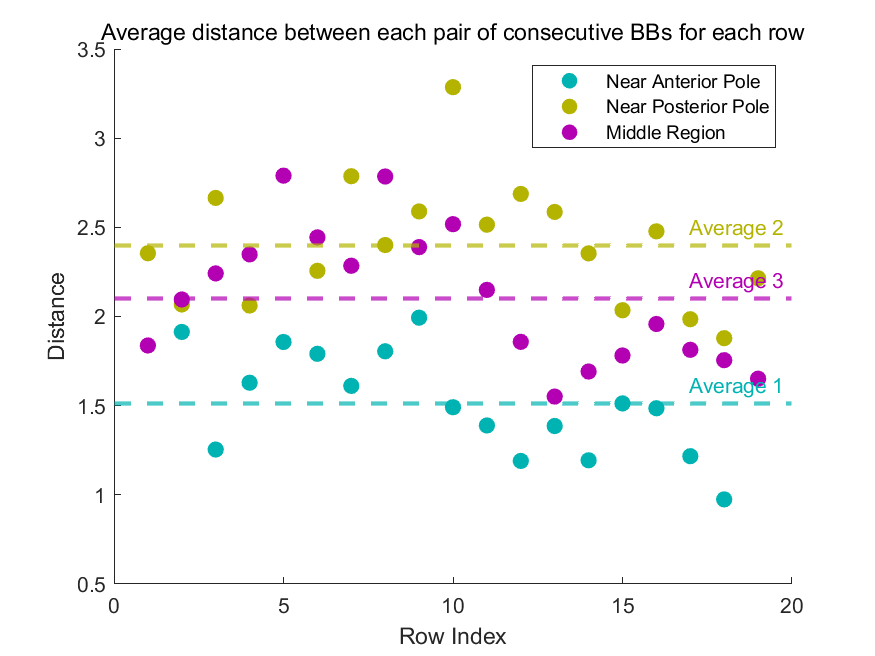 Average distance between each pair of consecutive BBs for each row
3.5
3
2.5
2
1.5
1
0.5
Distance
Near Anterior Pole
Near Posterior Pole
Middle Region
Average 2
Average 3
Average 1
0
5
10
15
20
Row Index